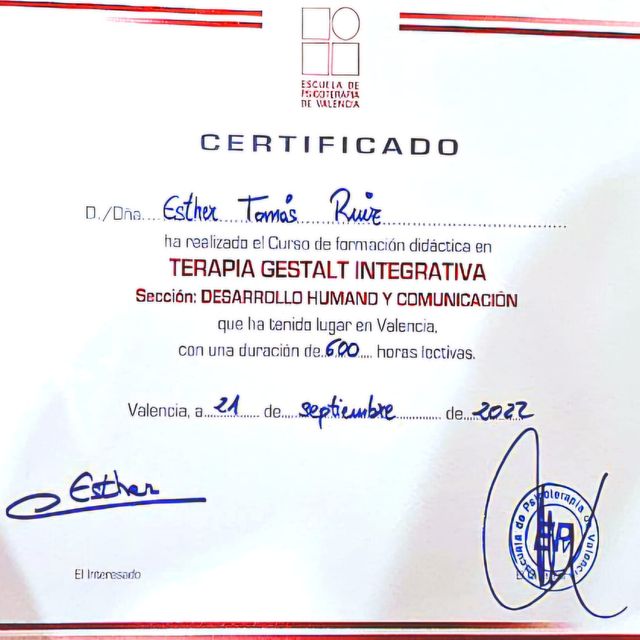 ESCUELA DE
PSICOTERAPIA
DE VALENCIA
CERTIFICADO
D./Dña.... Esther Tomás Ruiz
ha realizado el Curso de formación didáctica en
TERAPIA GESTALT INTEGRATIVA
Sección: DESARROLLO HUMANO Y COMUNICACIÓN
que ha tenido lugar en Valencia,
con una duración de 600 .... horas lectivas.
Valencia, a.... 21 ..... de.... septiembre ............ de .. 2022
Esther
Escuela de Psicoterapia de Valencia
EPV
El Interesado